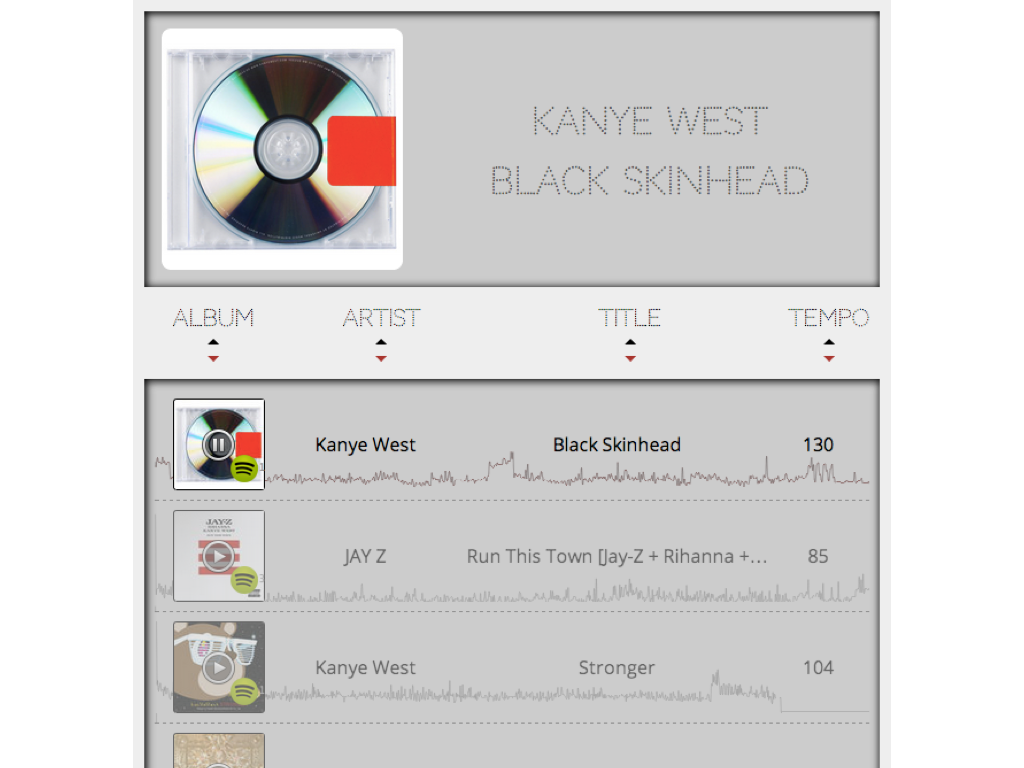 KANYE WEST
BLACK SKINHEAD
ALBUM ARTIST TITLE TEMPO
Kanye West Black Skinhead 130
JAY-Z
JAY Z Run This Town [Jay-Z + Rihanna +... 85
Kanye West Stronger 104